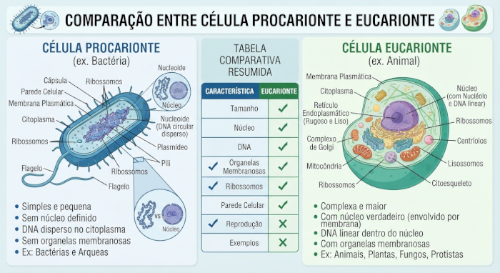 COMPARAÇÃO ENTRE CÉLULA PROCARIONTE E EUCARIONTE
CÉLULA PROCARIONTE
(ex. Bactéria)
Nucleoide
Cápsula
Ribossomos
Parede Celular
Membrana Plasmática
Núcleo
Citoplasma
Nucleoide
(DNA circular
disperso)
Ribossomos
Plasmídeo
Ribossomos
Pili
Flagelo
Flagrilo
vs
Núcleo
• Simples e pequena
• Sem núcleo definido
• DNA disperso no citoplasma
• Sem organelas membranosas
• Ex: Bactérias e Arqueas
TABELA
COMPARATIVA
RESUMIDA
CARACTERÍSTICA EUCARIONTE
Tamanho ✓
Núcleo ✓
DNA ✓
✓ Organelas Membranosas ✓
✓ Ribossomos ✓
Parede Celular ✓
✓ Reprodução ✗
Exemplos ✗
CÉLULA EUCARIONTE
(ex. Animal)
Membrana Plasmática
Citoplasma
Retículo
Endoplasmático
(Rugoso e Liso)
Complexo
de Golgi
Mitocôndria
Ribossomos
Núcleo
(com Nucléolo
e DNA linear)
Centríolos
Lisossomos
Citoesqueleto
• Complexa e maior
• Com núcleo verdadeiro (envolvido por
membrana)
• DNA linear dentro do núcleo
• Com organelas membranosas
• Ex: Animais, Plantas, Fungos, Protistas